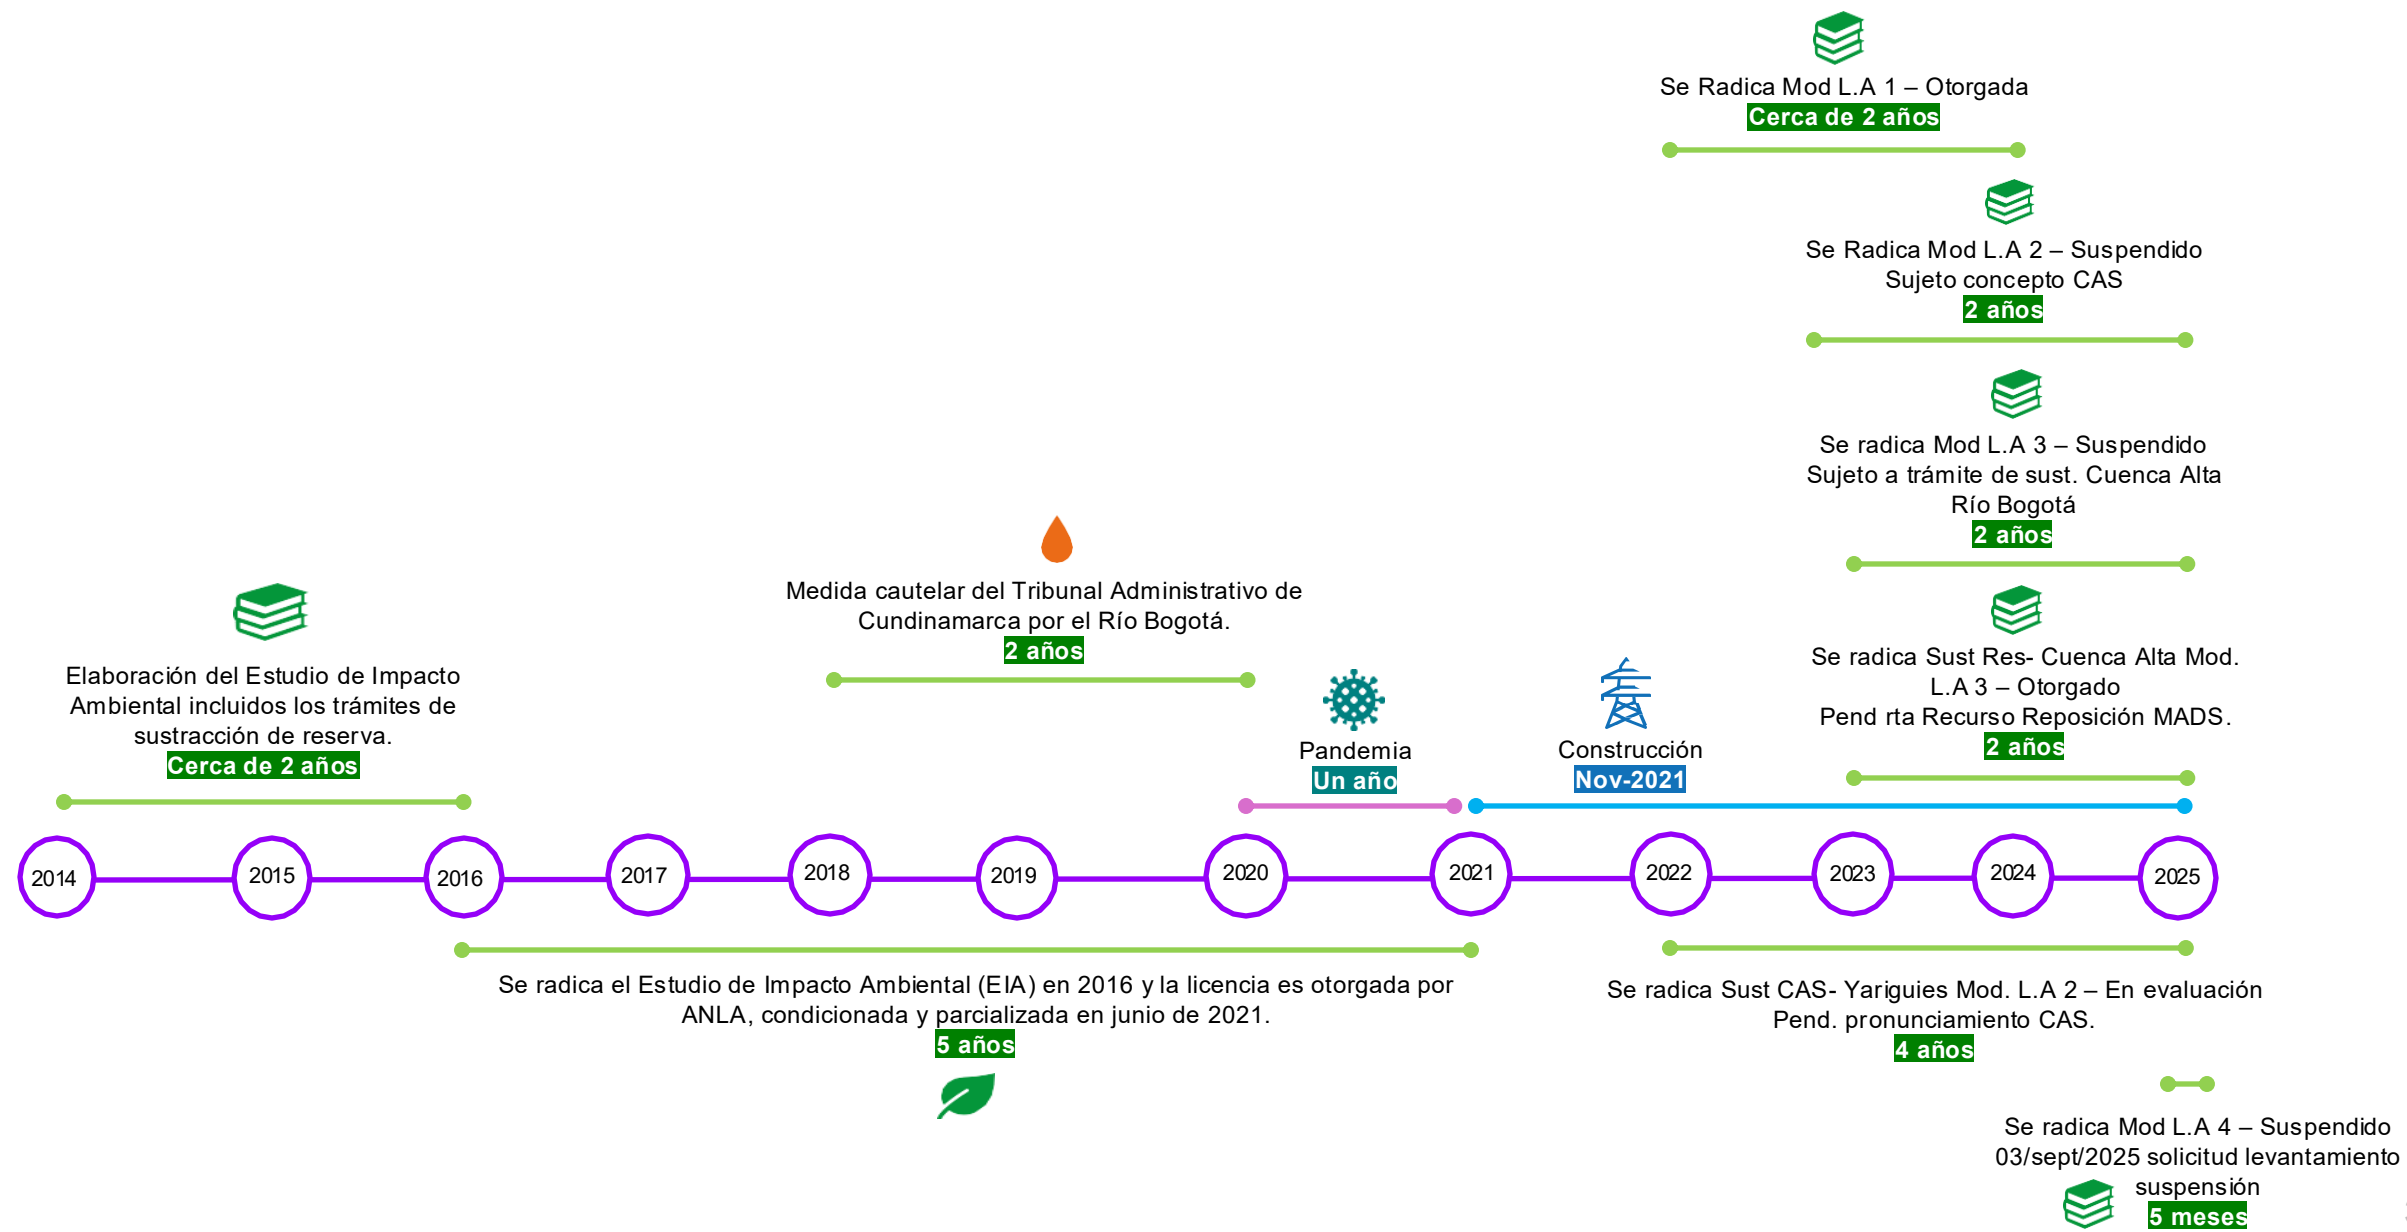 Se Radica Mod L.A 1 – Otorgada
Cerca de 2 años
Se Radica Mod L.A 2 – Suspendido
Sujeto concepto CAS
2 años
Se radica Mod L.A 3 – Suspendido
Sujeto a trámite de sust. Cuenca Alta
Río Bogotá
2 años
Medida cautelar del Tribunal Administrativo de
Cundinamarca por el Río Bogotá.
2 años
Elaboración del Estudio de Impacto
Ambiental incluidos los trámites de
sustracción de reserva.
Cerca de 2 años
Pandemia
Un año
Construcción
Nov-2021
Se radica Sust Res- Cuenca Alta Mod.
L.A 3 – Otorgado
Pend rta Recurso Reposición MADS.
2 años
2014
2015
2016
2017
2018
2019
2020
2021
2022
2023
2024
2025
Se radica el Estudio de Impacto Ambiental (EIA) en 2016 y la licencia es otorgada por
ANLA, condicionada y parcializada en junio de 2021.
5 años
Se radica Sust CAS- Yariguies Mod. L.A 2 – En evaluación
Pend. pronunciamiento CAS.
4 años
Se radica Mod L.A 4 – Suspendido
03/sept/2025 solicitud levantamiento
suspensión
5 meses